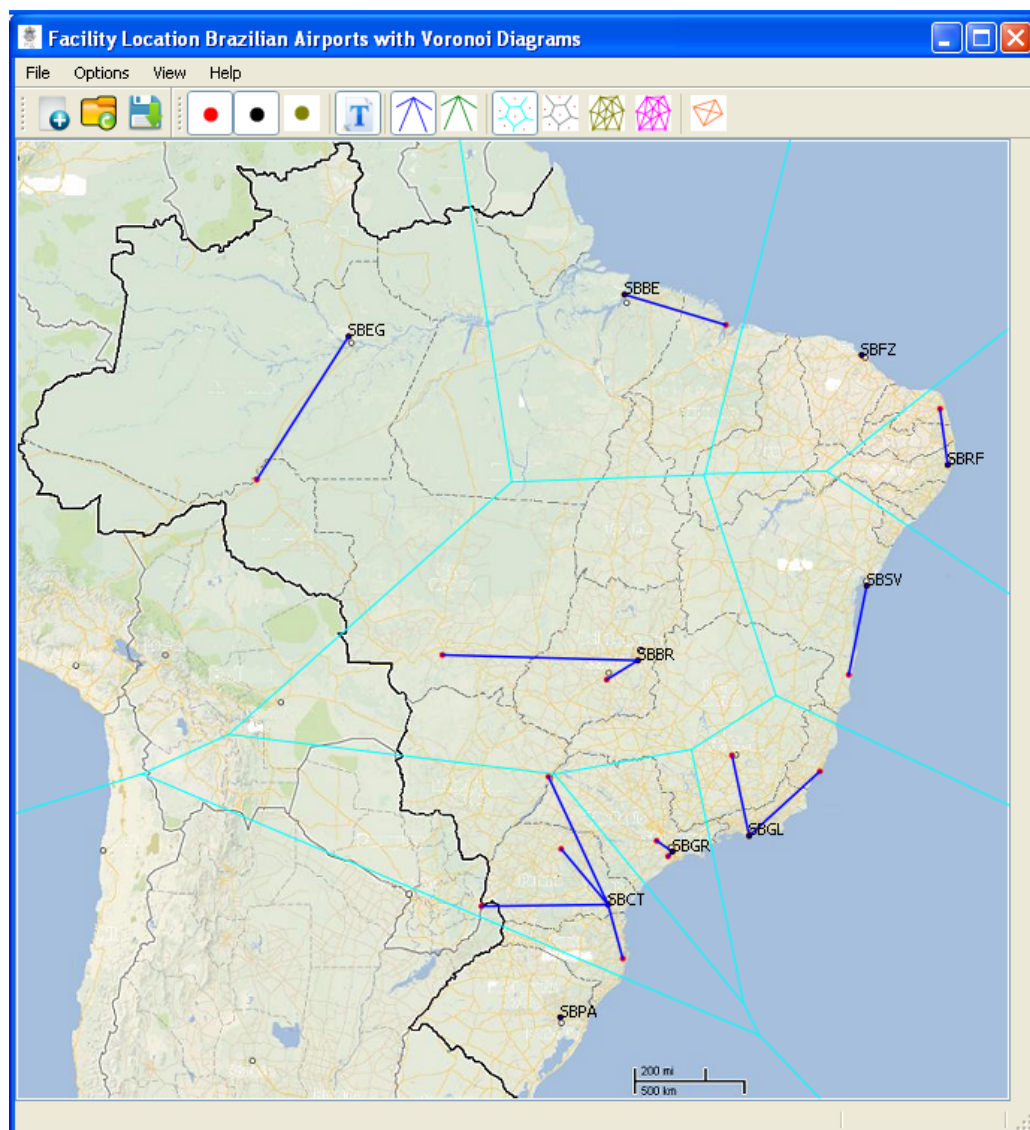 Facility Location Brazilian Airports with Voronoi Diagrams
File Options View Help
T
SBBE
SBEG
SBFZ
SBRF
SBSV
SBBR
SBGL
SBGR
SBCT
SBPA
200 mi
500 km